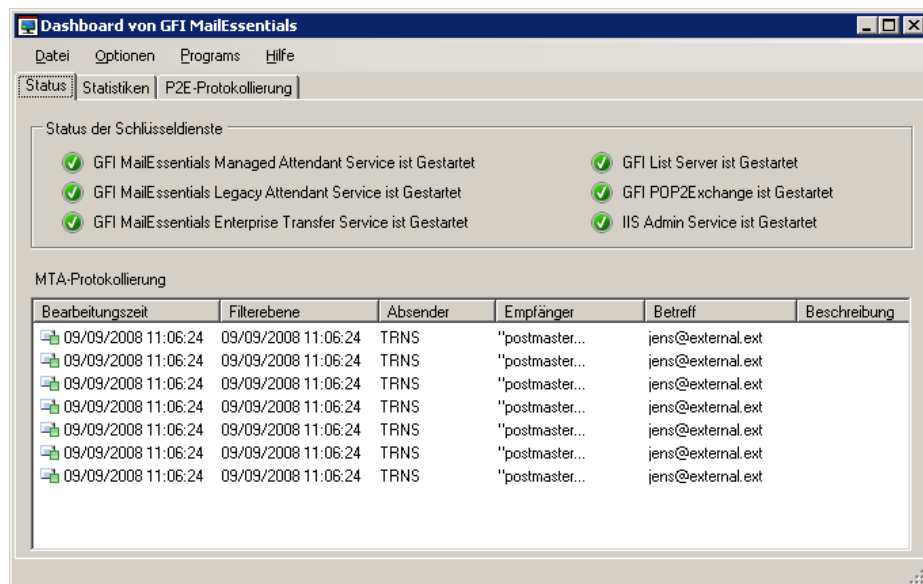 Dashboard von GFI MailEssentials
Datei Optionen Programs Hilfe
Status Statistiken P2E-Protokollierung
Status der Schlüsseldienste
GFI MailEssentials Managed Attendant Service ist Gestartet GFI List Server ist Gestartet
GFI MailEssentials Legacy Attendant Service ist Gestartet GFI POP2Exchange ist Gestartet
GFI MailEssentials Enterprise Transfer Service ist Gestartet IIS Admin Service ist Gestartet
MTA-Protokollierung
Bearbeitungszeit Filterebene Absender Empfänger Betreff Beschreibung
09/09/2008 11:06:24 09/09/2008 11:06:24 TRNS "postmaster... jens@external.ext
09/09/2008 11:06:24 09/09/2008 11:06:24 TRNS "postmaster... jens@external.ext
09/09/2008 11:06:24 09/09/2008 11:06:24 TRNS "postmaster... jens@external.ext
09/09/2008 11:06:24 09/09/2008 11:06:24 TRNS "postmaster... jens@external.ext
09/09/2008 11:06:24 09/09/2008 11:06:24 TRNS "postmaster... jens@external.ext
09/09/2008 11:06:24 09/09/2008 11:06:24 TRNS "postmaster... jens@external.ext
09/09/2008 11:06:24 09/09/2008 11:06:24 TRNS "postmaster... jens@external.ext